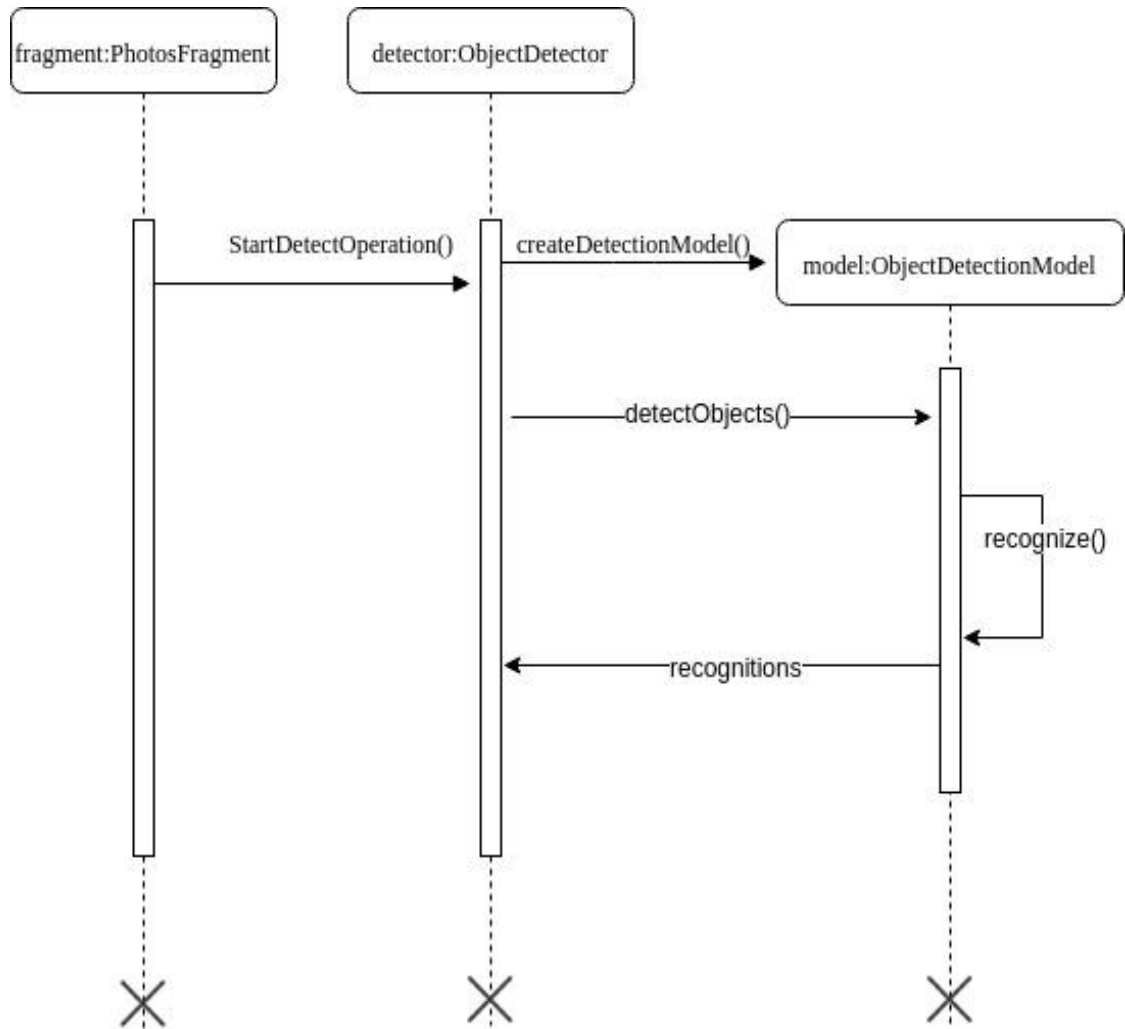 fragment:PhotosFragment
detector:ObjectDetector
StartDetectOperation()
createDetectionModel()
model:ObjectDetectionModel
detectObjects()
recognize()
recognitions